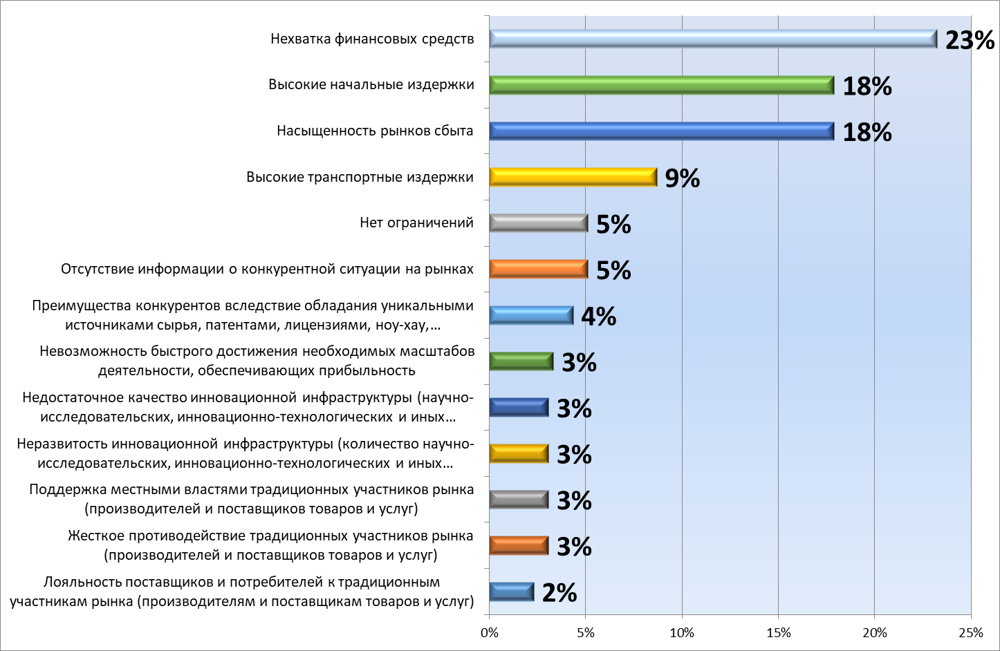 Нехватка финансовых средств
23%
Высокие начальные издержки
18%
Насыщенность рынков сбыта
18%
Высокие транспортные издержки
9%
Нет ограничений
5%
Отсутствие информации о конкурентной ситуации на рынках
5%
Преимущества конкурентов вследствие обладания уникальными
источниками сырья, патентами, лицензиями, ноу-хау,...
4%
Невозможность быстрого достижения необходимых масштабов
деятельности, обеспечивающих прибыльность
3%
Недостаточное качество инновационной инфраструктуры (научно-
исследовательских, инновационно-технологических и иных...
3%
Неразвитость инновационной инфраструктуры (количество научно-
исследовательских, инновационно-технологических и иных...
3%
Поддержка местными властями традиционных участников рынка
(производителей и поставщиков товаров и услуг)
3%
Жесткое противодействие традиционных участников рынка
(производителей и поставщиков товаров и услуг)
3%
Лояльность поставщиков и потребителей к традиционным
участникам рынка (производителям и поставщикам товаров и услуг)
2%
0% 5% 10% 15% 20% 25%